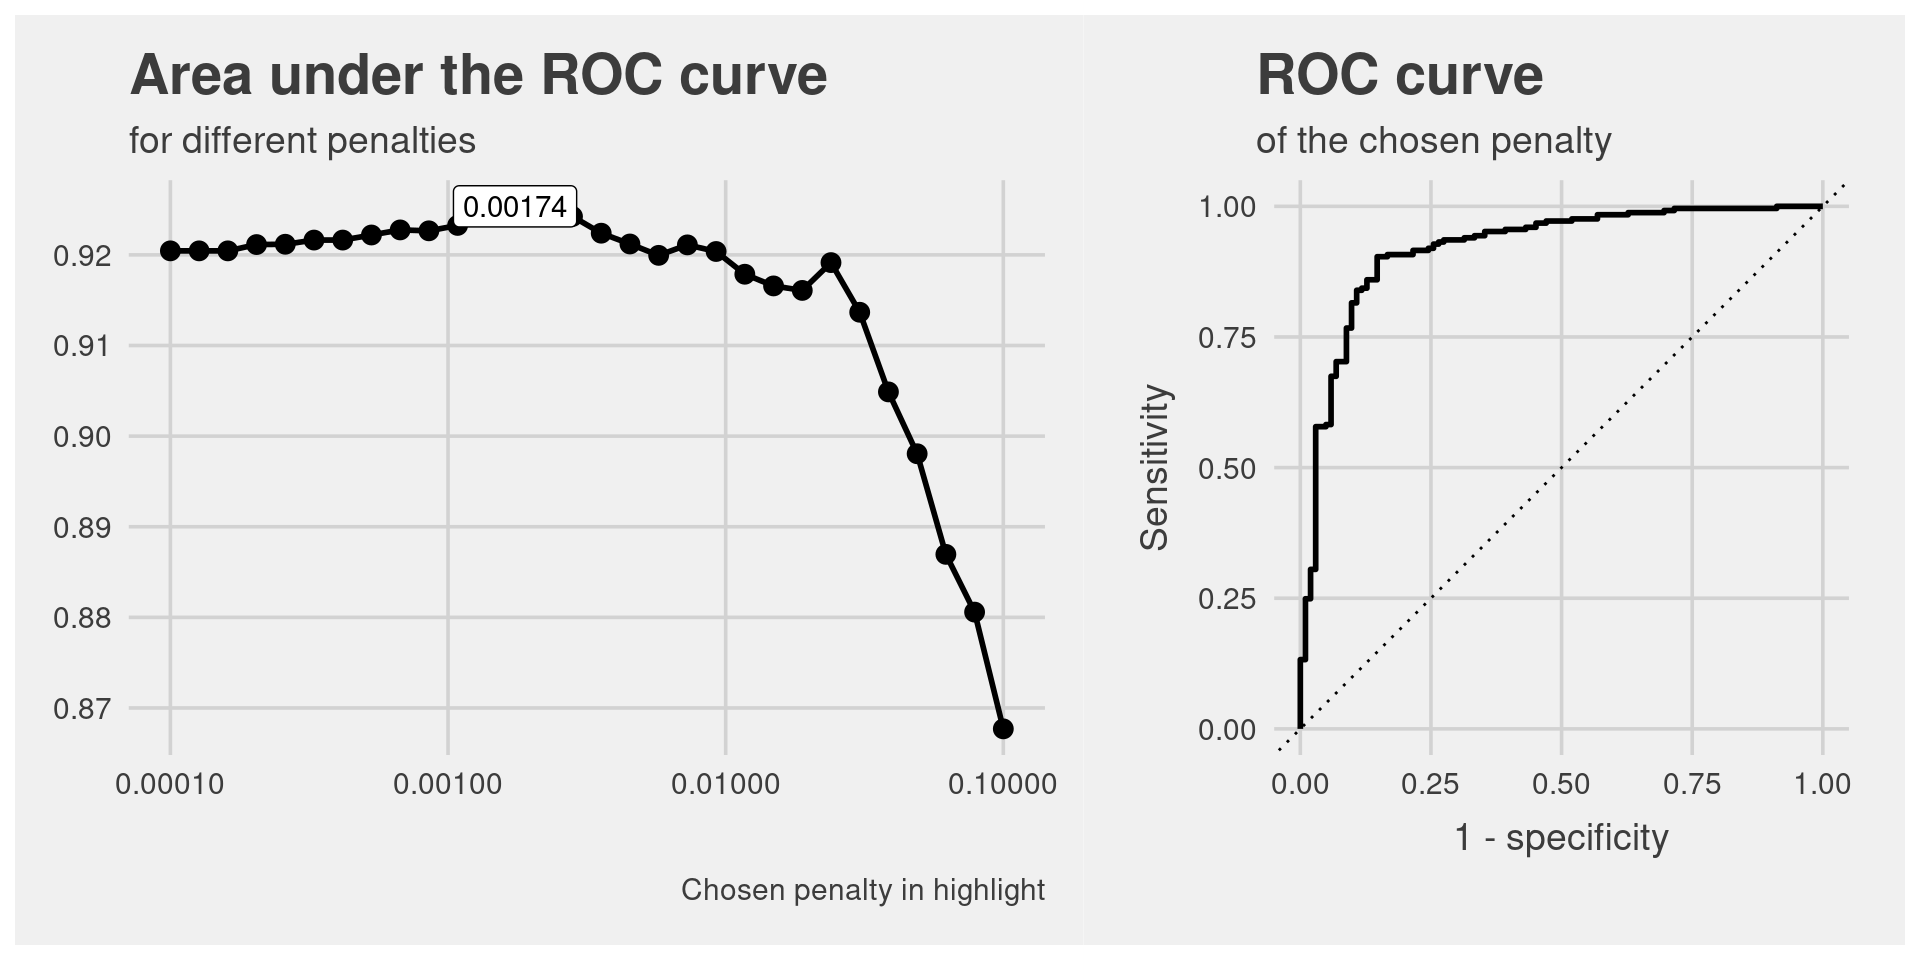 Area under the ROC curve
for different penalties
0.00174
0.92
0.91
0.90
0.89
0.88
0.87
0.00010 0.00100 0.01000 0.10000
Chosen penalty in highlight
ROC curve
of the chosen penalty
Sensitivity
1.00
0.75
0.50
0.25
0.00
0.00 0.25 0.50 0.75 1.00
1 - specificity